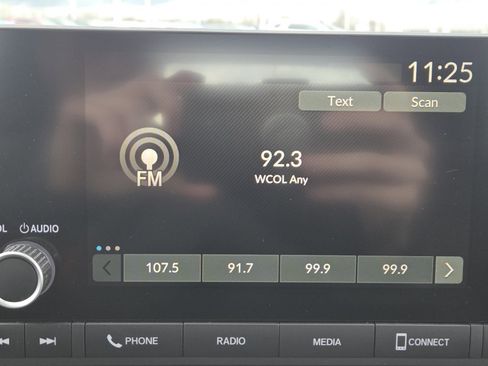 11:25
Text Scan
92.3
FM
WCOL Any
OL AUDIO
107.5 91.7 99.9 99.9
PHONE RADIO MEDIA CONNECT